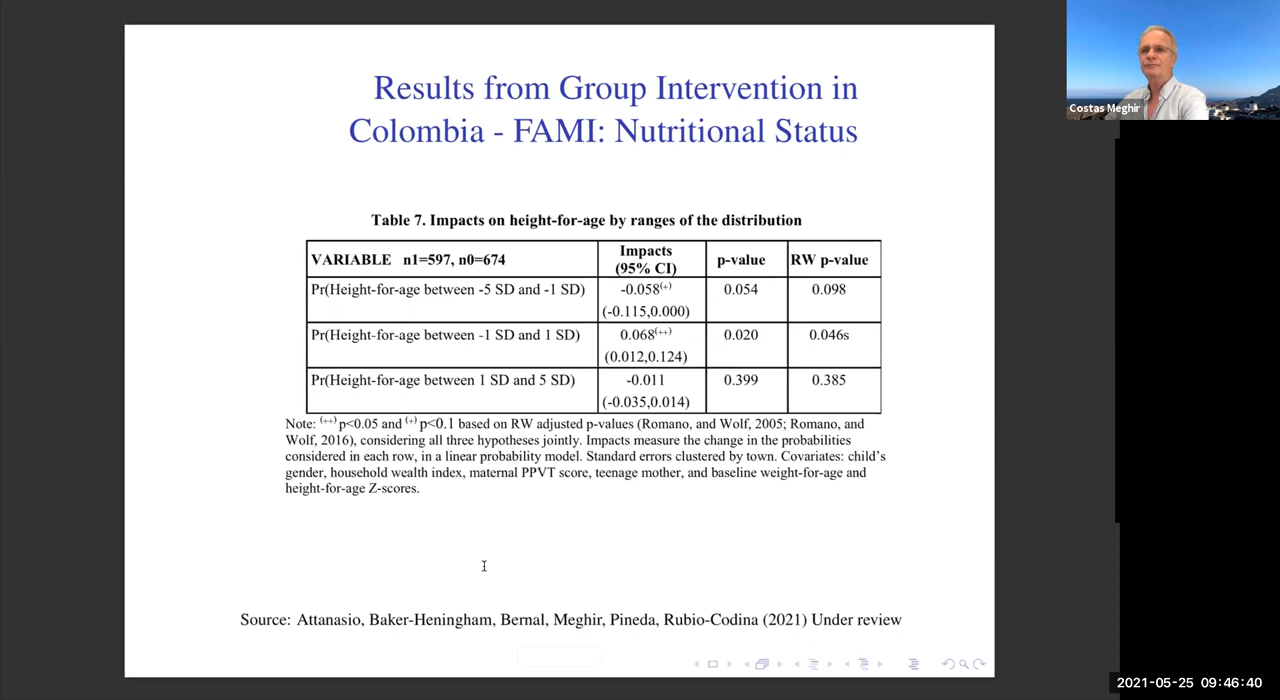 Results from Group Intervention in
Colombia - FAMI: Nutritional Status
Costas Meghir
Table 7. Impacts on height-for-age by ranges of the distribution
VARIABLE n1=597, n0=674 Impacts (95% CI) p-value RW p-value
Pr(Height-for-age between -5 SD and -1 SD) -0.058(+) 0.054 0.098
(-0.115,0.000)
Pr(Height-for-age between -1 SD and 1 SD) 0.068(++) 0.020 0.046s
(0.012,0.124)
Pr(Height-for-age between 1 SD and 5 SD) -0.011 0.399 0.385
(-0.035,0.014)
Note: (++) p<0.05 and (+) p<0.1 based on RW adjusted p-values (Romano, and Wolf, 2005; Romano, and
Wolf, 2016), considering all three hypotheses jointly. Impacts measure the change in the probabilities
considered in each row, in a linear probability model. Standard errors clustered by town. Covariates: child's
gender, household wealth index, maternal PPVT score, teenage mother, and baseline weight-for-age and
height-for-age Z-scores.
Source: Attanasio, Baker-Heningham, Bernal, Meghir, Pineda, Rubio-Codina (2021) Under review
2021-05-25 09:46:40